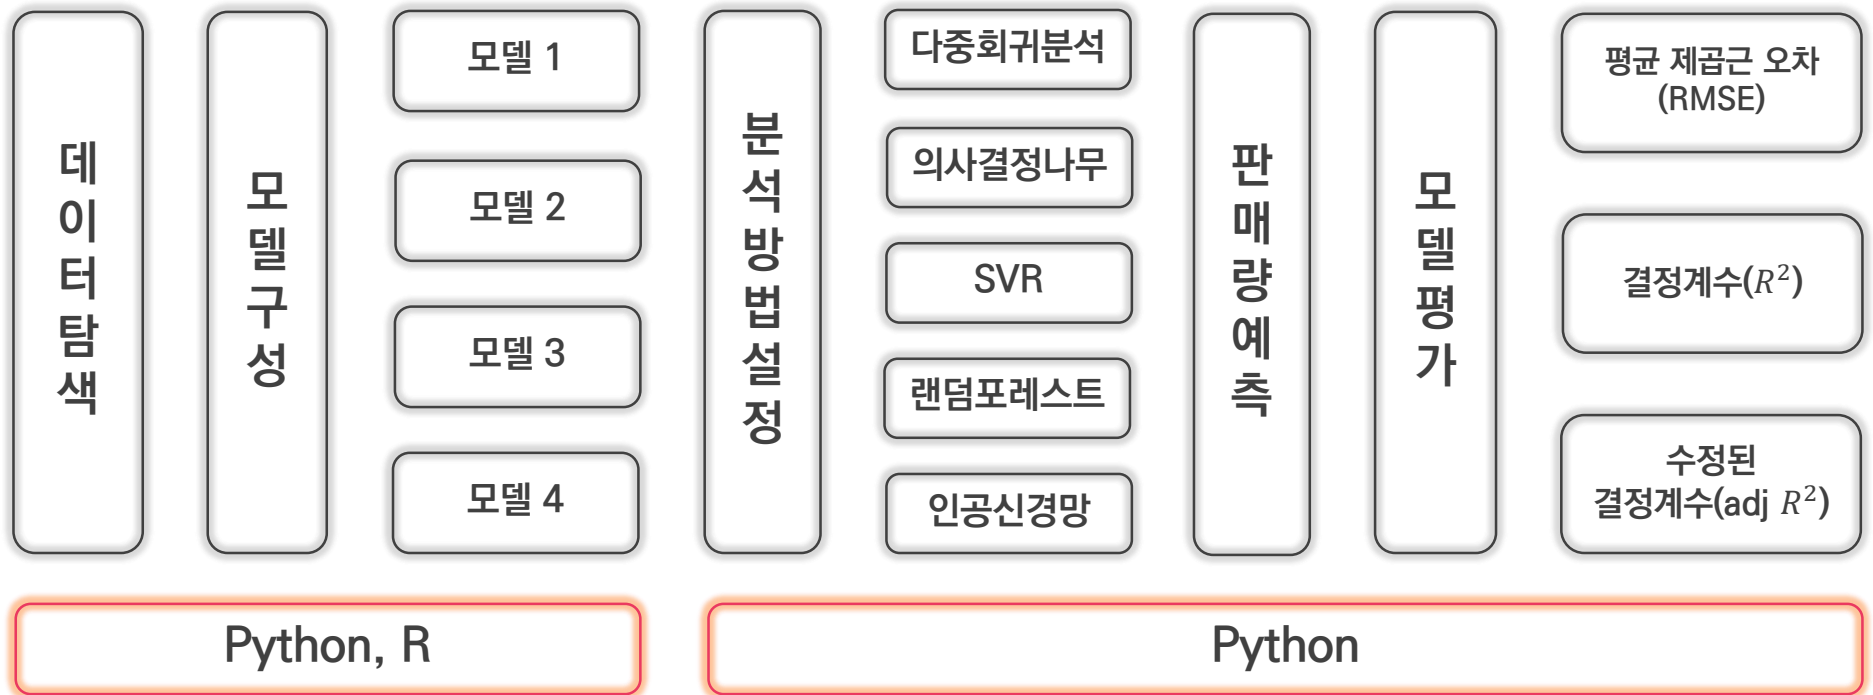 데이터탐색
모델구성
모델 1
모델 2
모델 3
모델 4
분석방법설정
다중회귀분석
의사결정나무
SVR
랜덤포레스트
인공신경망
판매량예측
모델평가
평균 제곱근 오차
(RMSE)
결정계수(R²)
수정된
결정계수(adj R²)
Python, R
Python